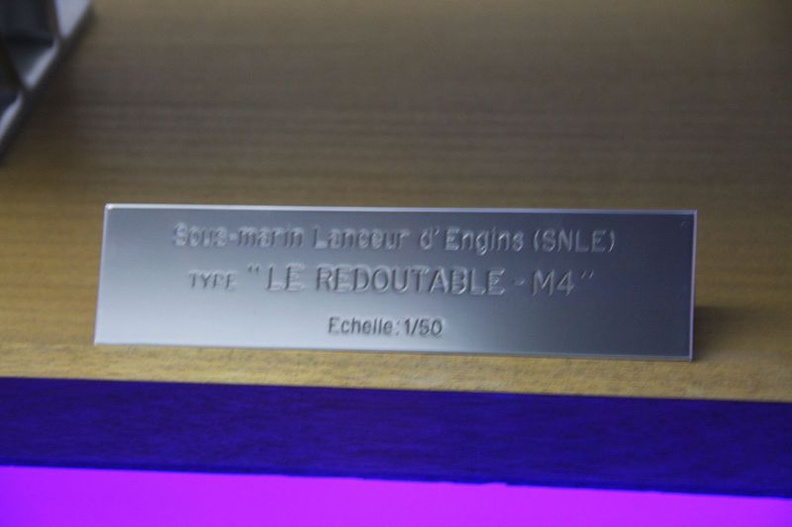 Sous-marin Lanceur d'Engins (SNLE)
TYPE "LE REDOUTABLE - M4"
Echelle: 1/50